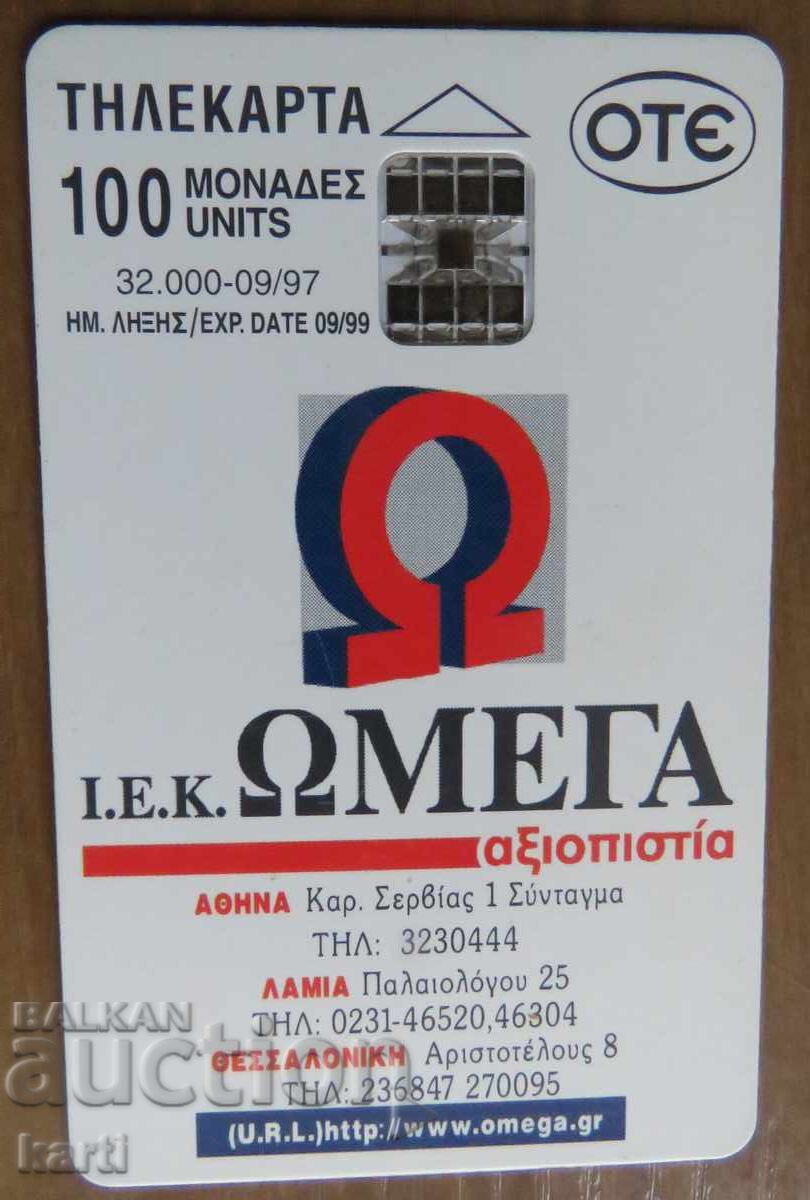 ΤΗΛΕΚΑΡΤΑ
ΟΤΕ
100 ΜΟΝΑΔΕΣ
UNITS
32.000-09/97
ΗΜ. ΛΗΞΗΣ/EXP. DATE 09/99
Ω
Ι.Ε.Κ. ΩΜΕΓΑ
αξιοπιστία
ΑΘΗΝΑ Καρ. Σερβίας 1 Σύνταγμα
ΤΗΛ: 3230444
ΛΑΜΙΑ Παλαιολόγου 25
ΤΗΛ: 0231-46520,46304
ΘΕΣΣΑΛΟΝΙΚΗ Αριστοτέλους 8
ΤΗΛ: 236847 270095
(U.R.L.)http://www.omega.gr
BALKAN
auction
karti